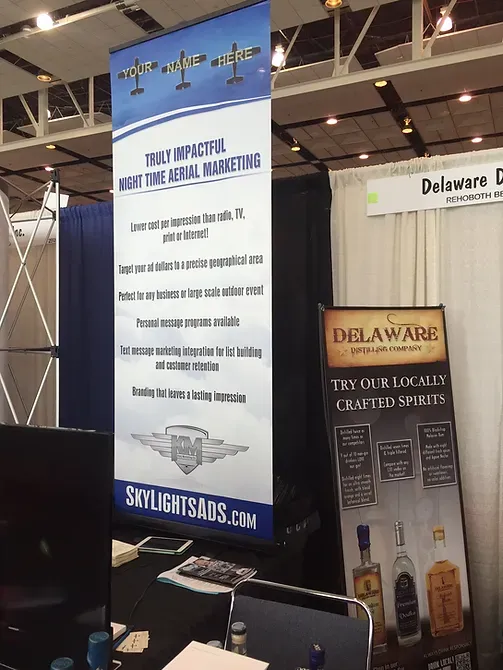 YOUR NAME HERE
TRULY IMPACTFUL
NIGHT TIME AERIAL MARKETING
Lower cost per impression than radio, TV,
print or Internet!
Target your ad dollars to a precise geographical area
Perfect for any business or large scale outdoor event
Personal message programs available
Text message marketing integration for list building
and customer retention
Branding that leaves a lasting impression
KM
SKYLIGHTSADS.COM
nc.
Delaware D
REHOBOTH BE
DELAWARE
DISTILLING COMPANY
TRY OUR LOCALLY
CRAFTED SPIRITS